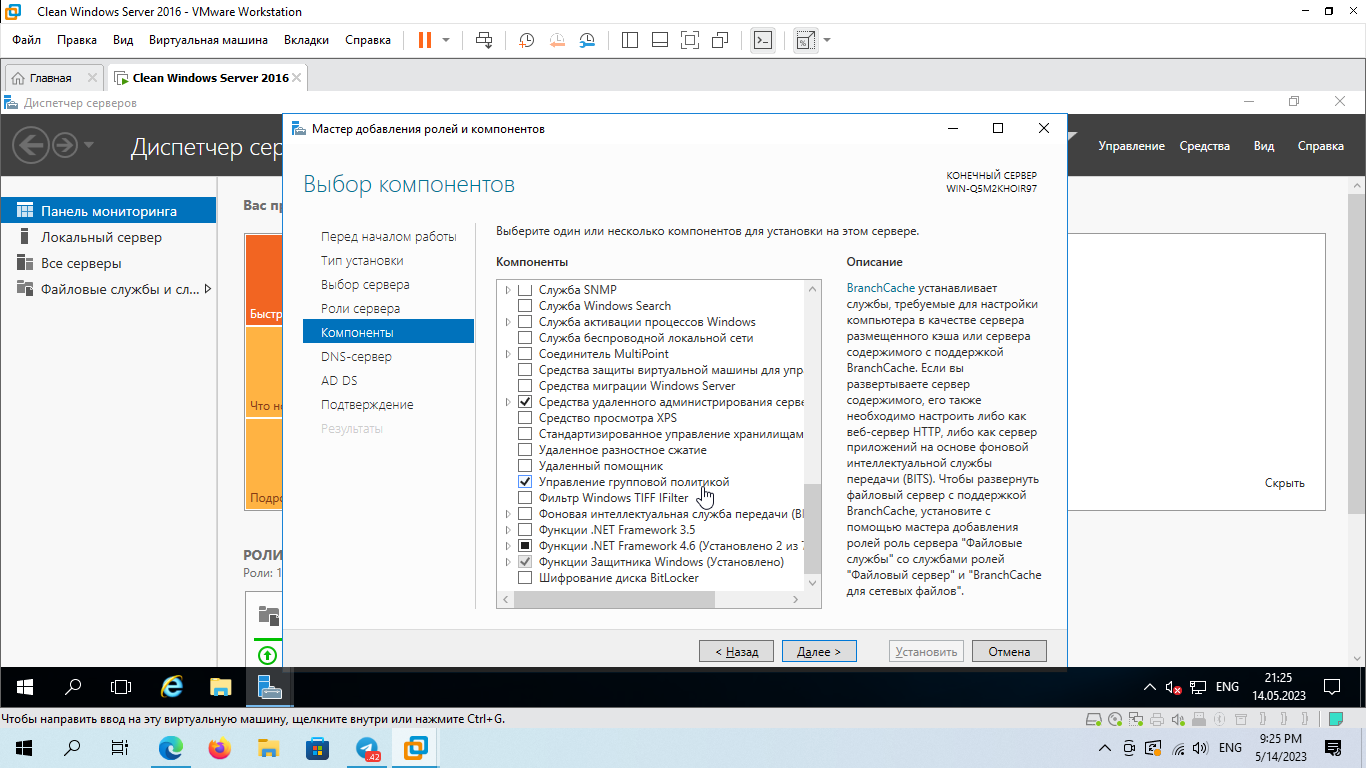 Clean Windows Server 2016 - VMware Workstation
Файл Правка Вид Виртуальная машина Вкладки Справка
Главная Clean Windows Server 2016
Диспетчер серверов
Диспетчер сер
Управление Средства Вид Справка
Панель мониторинга
Локальный сервер
Все серверы
Файловые службы и сл...
Вас пр
Быстр
Что н
Подро
РОЛИ
Роли: 1
Скрыть
Мастер добавления ролей и компонентов
Выбор компонентов
КОНЕЧНЫЙ СЕРВЕР
WIN-Q5M2KHOIR97
Перед началом работы
Тип установки
Выбор сервера
Роли сервера
Компоненты
DNS-сервер
AD DS
Подтверждение
Результаты
Выберите один или несколько компонентов для установки на этом сервере.
Компоненты
Служба SNMP
Служба Windows Search
Служба активации процессов Windows
Служба беспроводной локальной сети
Соединитель MultiPoint
Средства защиты виртуальной машины для упр
Средства миграции Windows Server
Средства удаленного администрирования серве
Средство просмотра XPS
Стандартизированное управление хранилищам
Удаленное разностное сжатие
Удаленный помощник
Управление групповой политикой
Фильтр Windows TIFF IFilter
Фоновая интеллектуальная служба передачи (BI
Функции .NET Framework 3.5
Функции .NET Framework 4.6 (Установлено 2 из 7
Функции Защитника Windows (Установлено)
Шифрование диска BitLocker
Описание
BranchCache устанавливает
службы, требуемые для настройки
компьютера в качестве сервера
размещенного кэша или сервера
содержимого с поддержкой
BranchCache. Если вы
развертываете сервер
содержимого, его также
необходимо настроить либо как
веб-сервер HTTP, либо как сервер
приложений на основе фоновой
интеллектуальной службы
передачи (BITS). Чтобы развернуть
файловый сервер с поддержкой
BranchCache, установите с
помощью мастера добавления
ролей роль сервера "Файловые
службы" со службами ролей
"Файловый сервер" и "BranchCache
для сетевых файлов".
< Назад Далее > Установить Отмена
ENG
21:25
14.05.2023
Чтобы направить ввод на эту виртуальную машину, щелкните внутри или нажмите Ctrl+G.
42
ENG
9:25 PM
5/14/2023